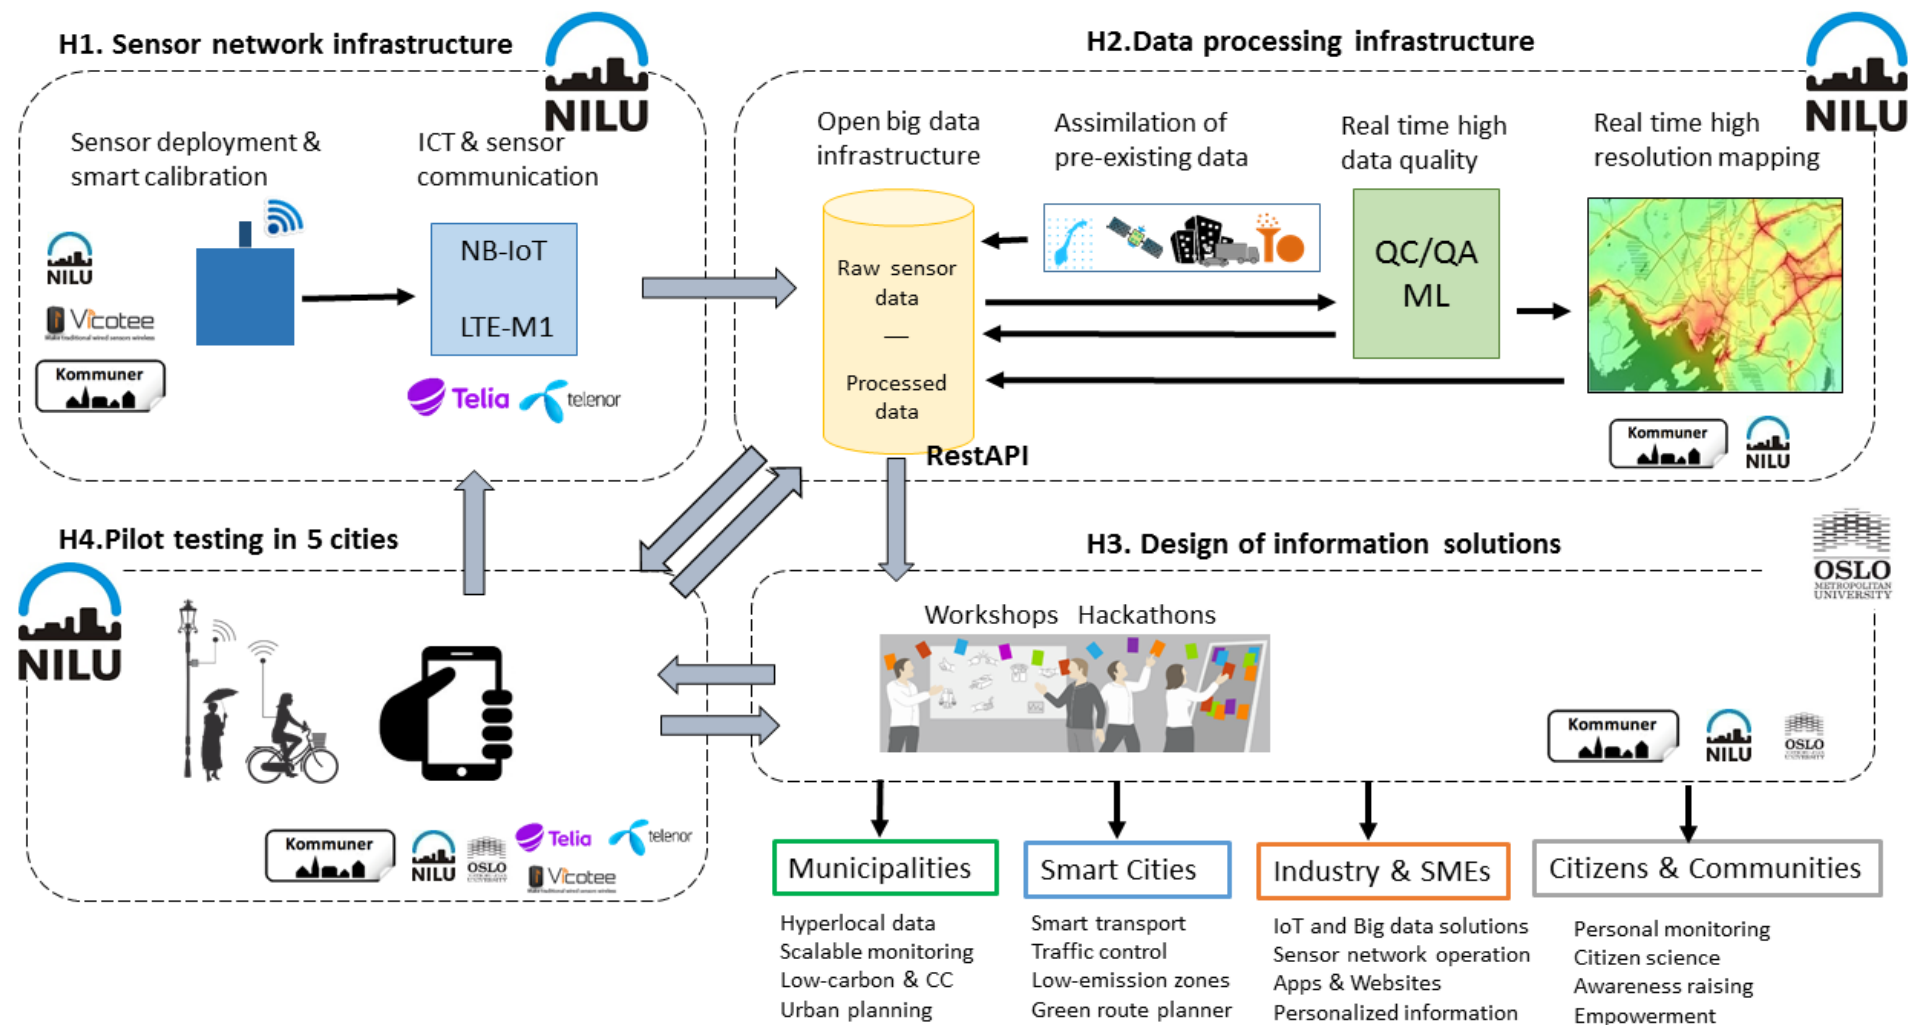 H1. Sensor network infrastructure
NILU
Sensor deployment &
smart calibration
ICT & sensor
communication
NILU
Vicotee
Make traditional wired sensors wireless
Kommuner
NB-IoT
LTE-M1
Telia
telenor
H2.Data processing infrastructure
NILU
Open big data
infrastructure
Assimilation of
pre-existing data
Real time high
data quality
Real time high
resolution mapping
Raw sensor
data
—
Processed
data
QC/QA
ML
RestAPI
Kommuner
NILU
H4.Pilot testing in 5 cities
NILU
Kommuner
NILU
OSLO
Telia
telenor
Vicotee
H3. Design of information solutions
OSLO
METROPOLITAN
UNIVERSITY
Workshops Hackathons
Kommuner
NILU
OSLO
Municipalities
Hyperlocal data
Scalable monitoring
Low-carbon & CC
Urban planning
Smart Cities
Smart transport
Traffic control
Low-emission zones
Green route planner
Industry & SMEs
IoT and Big data solutions
Sensor network operation
Apps & Websites
Personalized information
Citizens & Communities
Personal monitoring
Citizen science
Awareness raising
Empowerment